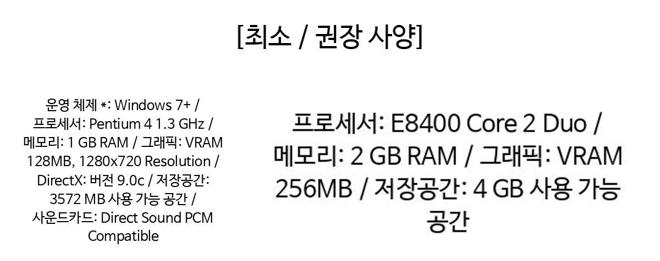 [최소 / 권장 사양]
운영 체제 *: Windows 7+ /
프로세서: Pentium 4 1.3 GHz /
메모리: 1 GB RAM / 그래픽: VRAM
128MB, 1280x720 Resolution /
DirectX: 버전 9.0c / 저장공간:
3572 MB 사용 가능 공간 /
사운드카드: Direct Sound PCM
Compatible
프로세서: E8400 Core 2 Duo /
메모리: 2 GB RAM / 그래픽: VRAM
256MB / 저장공간: 4 GB 사용 가능
공간